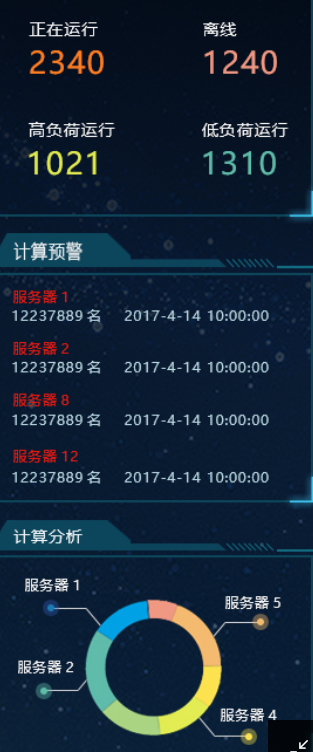 正在运行 离线
2340 1240
高负荷运行 低负荷运行
1021 1310
计算预警
服务器 1
12237889 名 2017-4-14 10:00:00
服务器 2
12237889 名 2017-4-14 10:00:00
服务器 8
12237889 名 2017-4-14 10:00:00
服务器 12
12237889 名 2017-4-14 10:00:00
计算分析
服务器 1
服务器 5
服务器 2
服务器 4